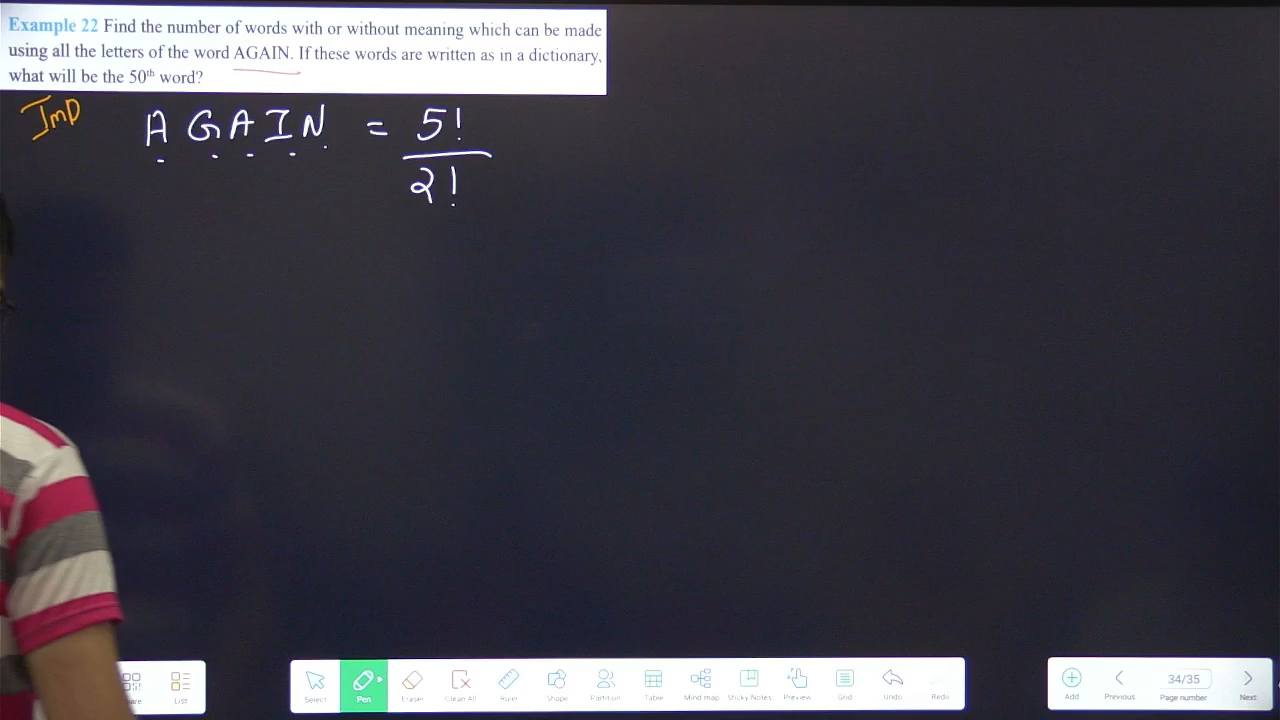 Example 22 Find the number of words with or without meaning which can be made
using all the letters of the word AGAIN. If these words are written as in a dictionary,
what will be the 50th word?
Imp
A G A I N = 5!
2!
Share
List
Select
Pen
Eraser
Clean All
Ruler
Shape
Partition
Table
Mind map
Sticky Notes
Preview
Grid
Undo
Redo
Add
Previous
34/35
Page number
Next